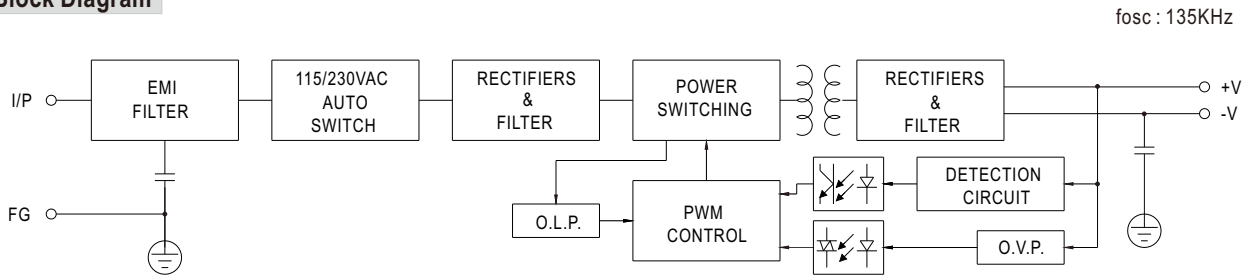 Block Diagram
fosc : 135KHz
I/P
EMI
FILTER
115/230VAC
AUTO
SWITCH
RECTIFIERS
&
FILTER
POWER
SWITCHING
RECTIFIERS
&
FILTER
+V
-V
FG
O.L.P.
PWM
CONTROL
DETECTION
CIRCUIT
O.V.P.